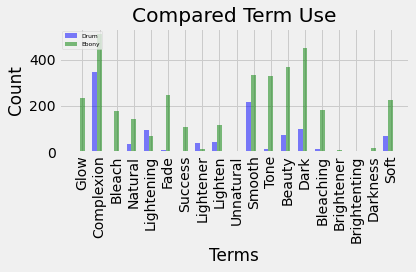 Compared Term Use
Drum
Ebony
Count
400
200
0
Glow
Complexion
Bleach
Natural
Lightening
Fade
Success
Lightener
Lighten
Unnatural
Smooth
Tone
Beauty
Dark
Bleaching
Brightener
Brightenting
Darkness
Soft
Terms